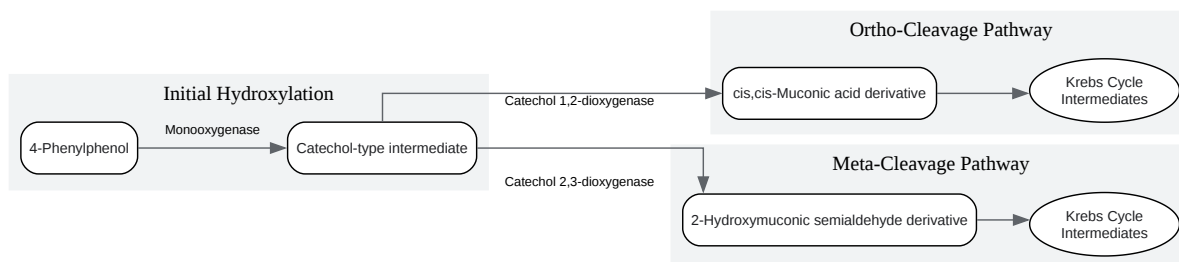 Ortho-Cleavage Pathway
Initial Hydroxylation
Catechol 1,2-dioxygenase
cis,cis-Muconic acid derivative
Krebs Cycle
Intermediates
4-Phenylphenol
Monooxygenase
Catechol-type intermediate
Meta-Cleavage Pathway
Catechol 2,3-dioxygenase
2-Hydroxymuconic semialdehyde derivative
Krebs Cycle
Intermediates